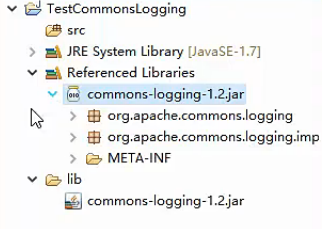 TestCommonsLogging
src
JRE System Library [JavaSE-1.7]
Referenced Libraries
commons-logging-1.2.jar
org.apache.commons.logging
org.apache.commons.logging.imp
META-INF
lib
commons-logging-1.2.jar